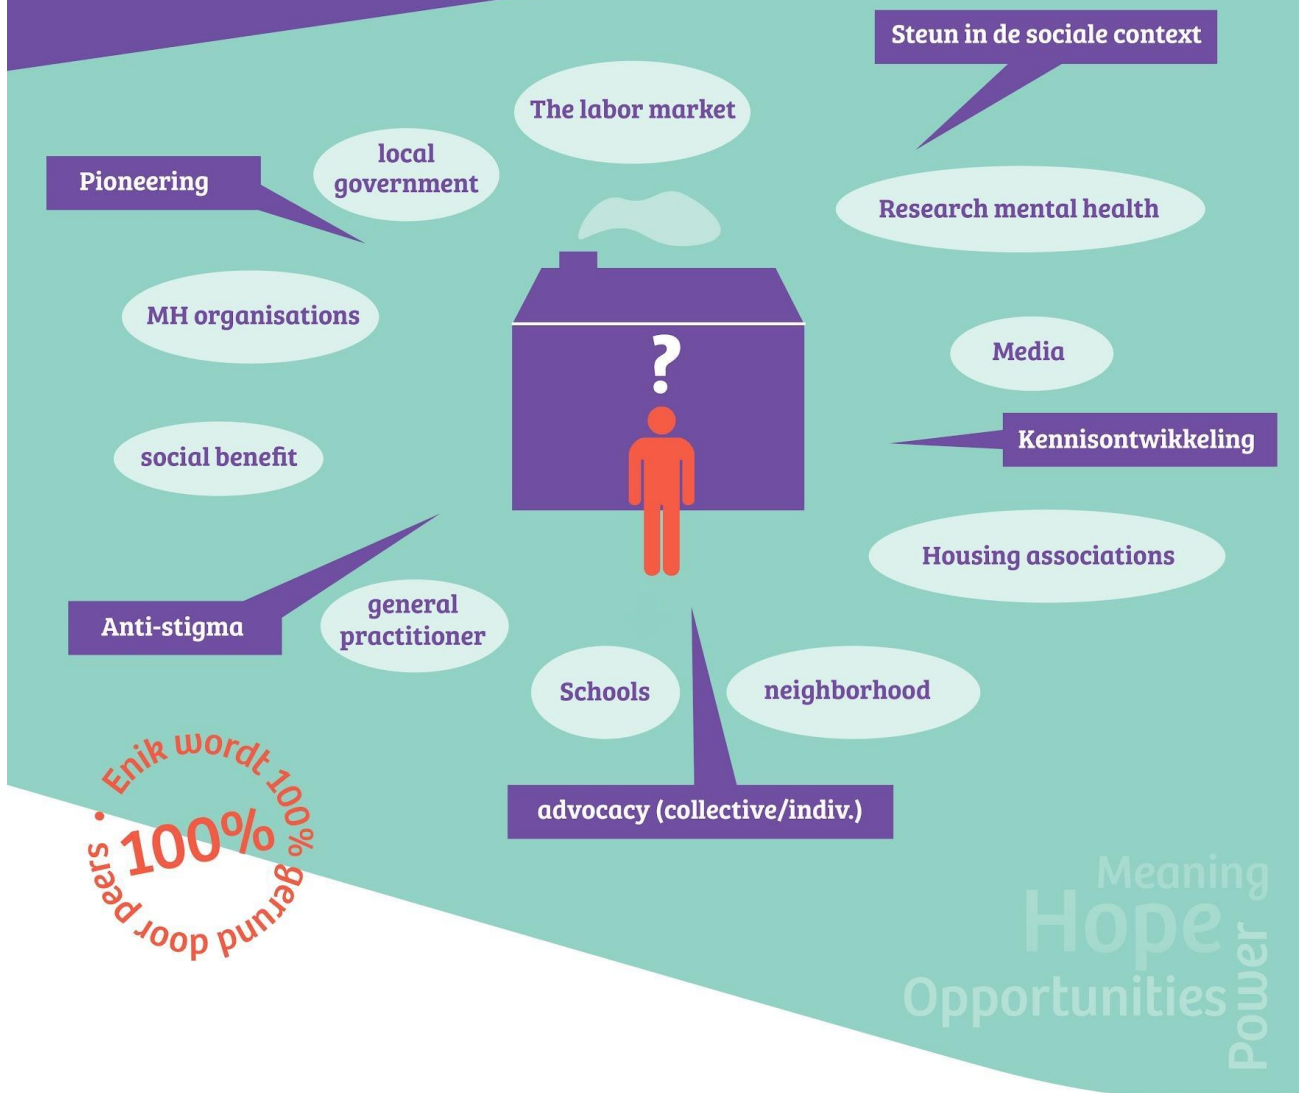 Steun in de sociale context
The labor market
local
government
Pioneering
Research mental health
MH organisations
?
Media
Kennisontwikkeling
social benefit
Housing associations
general
practitioner
Anti-stigma
Schools
neighborhood
advocacy (collective/indiv.)
Enik wordt 100% gerund door peers •
100%
Meaning
Hope
Opportunities
Power